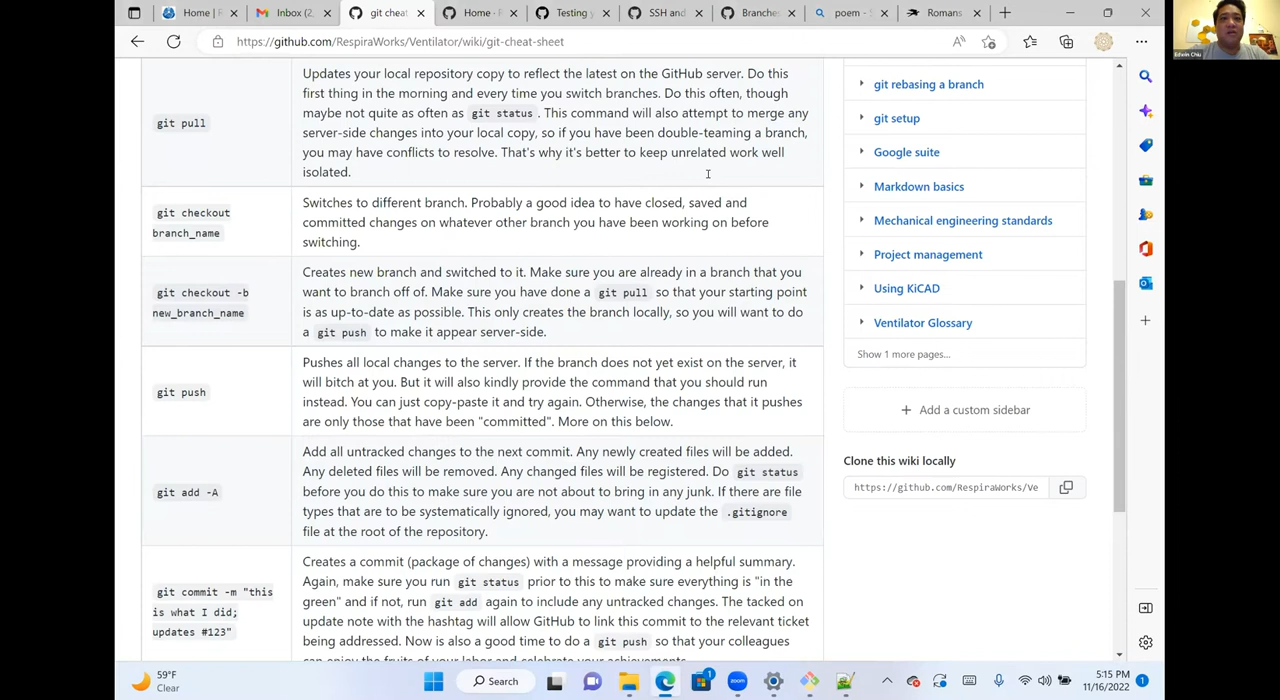 Home | R
Inbox (2,
git cheat
Home · F
Testing y
SSH and
Branches
poem - S
Romans
https://github.com/RespiraWorks/Ventilator/wiki/git-cheat-sheet
Edwin Chiu
git pull
Updates your local repository copy to reflect the latest on the GitHub server. Do this
first thing in the morning and every time you switch branches. Do this often, though
maybe not quite as often as git status. This command will also attempt to merge any
server-side changes into your local copy, so if you have been double-teaming a branch,
you may have conflicts to resolve. That's why it's better to keep unrelated work well
isolated.
git checkout
branch_name
Switches to different branch. Probably a good idea to have closed, saved and
committed changes on whatever other branch you have been working on before
switching.
git checkout -b
new_branch_name
Creates new branch and switched to it. Make sure you are already in a branch that you
want to branch off of. Make sure you have done a git pull so that your starting point
is as up-to-date as possible. This only creates the branch locally, so you will want to do
a git push to make it appear server-side.
git push
Pushes all local changes to the server. If the branch does not yet exist on the server, it
will bitch at you. But it will also kindly provide the command that you should run
instead. You can just copy-paste it and try again. Otherwise, the changes that it pushes
are only those that have been "committed". More on this below.
git add -A
Add all untracked changes to the next commit. Any newly created files will be added.
Any deleted files will be removed. Any changed files will be registered. Do git status
before you do this to make sure you are not about to bring in any junk. If there are file
types that are to be systematically ignored, you may want to update the .gitignore
file at the root of the repository.
git commit -m "this
is what I did;
updates #123"
Creates a commit (package of changes) with a message providing a helpful summary.
Again, make sure you run git status prior to this to make sure everything is "in the
green" and if not, run git add again to include any untracked changes. The tacked on
update note with the hashtag will allow GitHub to link this commit to the relevant ticket
being addressed. Now is also a good time to do a git push so that your colleagues
can enjoy the fruits of your labor and celebrate your achievements.
git rebasing a branch
git setup
Google suite
Markdown basics
Mechanical engineering standards
Project management
Using KiCAD
Ventilator Glossary
Show 1 more pages...
Add a custom sidebar
Clone this wiki locally
https://github.com/RespiraWorks/Ve
59°F
Clear
Search
zoom
1
5:15 PM
11/16/2022
1